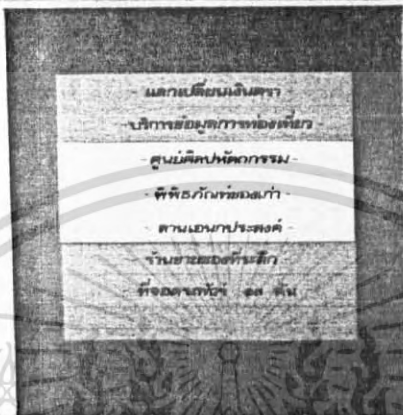 - แลกเปลี่ยนเงินตรา -
- บริการข้อมูลการท่องเที่ยว -
- ศูนย์ศิลปหัตถกรรม -
- พิพิธภัณฑ์ของเก่า -
- ลานเอนกประสงค์ -
- ร้านขายของที่ระลึก -
ที่จอดรถทัวร์ ๑๓ คัน